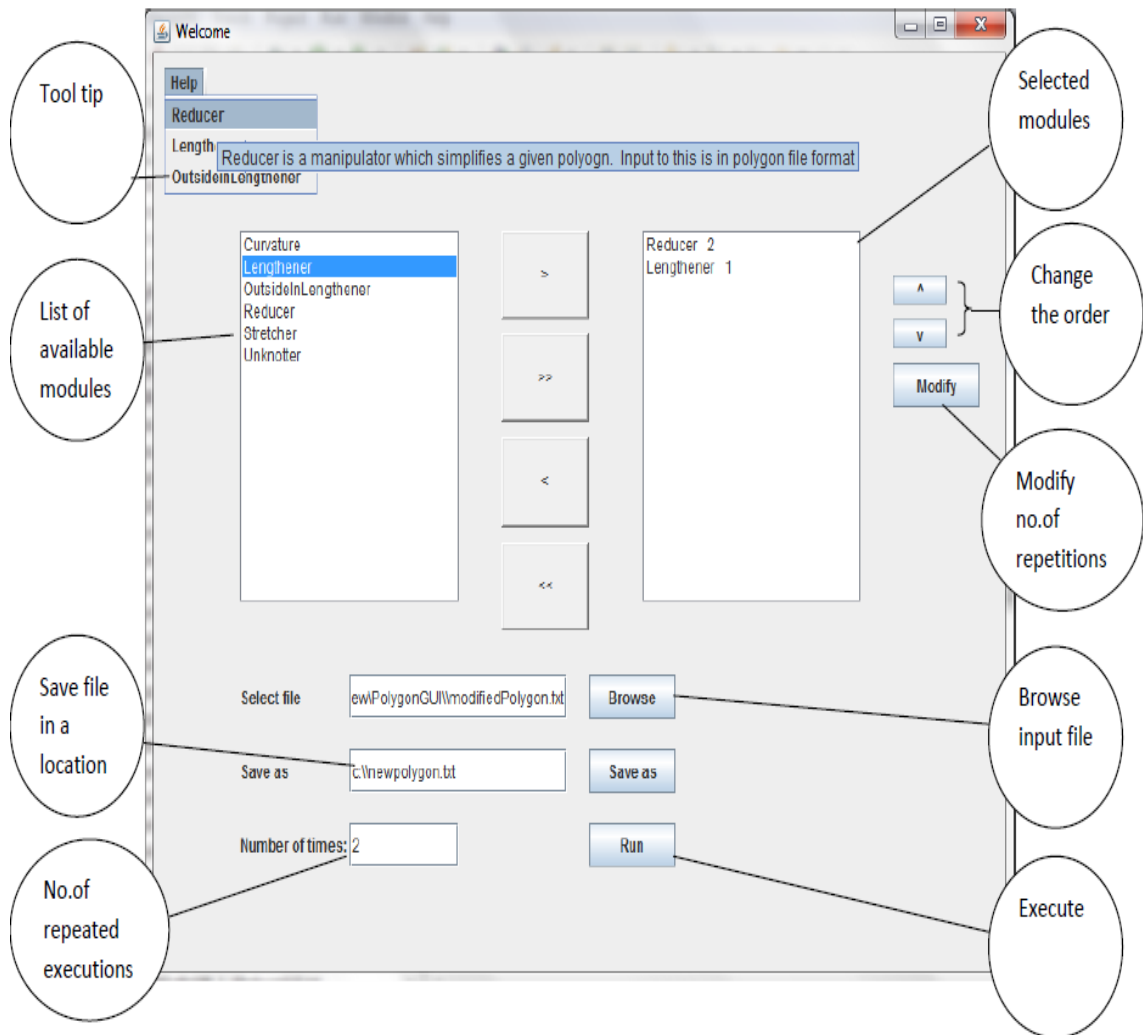 Welcome
Tool tip
Help
Reducer
Length
Reducer is a manipulator which simplifies a given polyogn. Input to this is in polygon file format
OutsideInLengthener
Selected
modules
List of
available
modules
Curvature
Lengthener
OutsideInLengthener
Reducer
Stretcher
Unknotter
>
>>
<
<<
Reducer 2
Lengthener 1
^
v
Modify
Change
the order
Modify
no.of
repetitions
Save file
in a
location
Select file
ew\PolygonGUI\\modifiedPolygon.txt
Browse
Browse
input file
Save as
c:\\newpolygon.txt
Save as
Number of times:
2
Run
No.of
repeated
executions
Execute